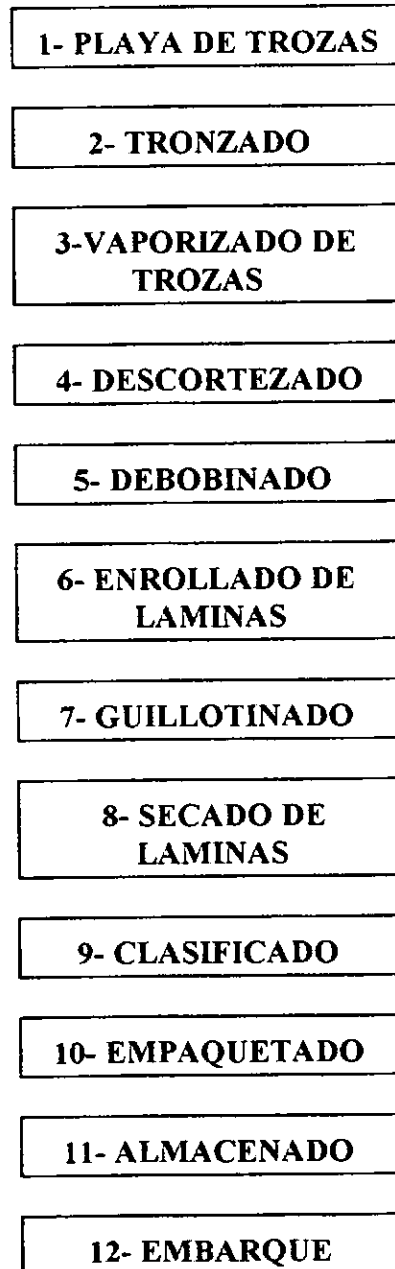 1- PLAYA DE TROZAS
2- TRONZADO
3-VAPORIZADO DE
TROZAS
4- DESCORTEZADO
5- DEBOBINADO
6- ENROLLADO DE
LAMINAS
7- GUILLOTINADO
8- SECADO DE
LAMINAS
9- CLASIFICADO
10- EMPAQUETADO
11- ALMACENADO
12- EMBARQUE